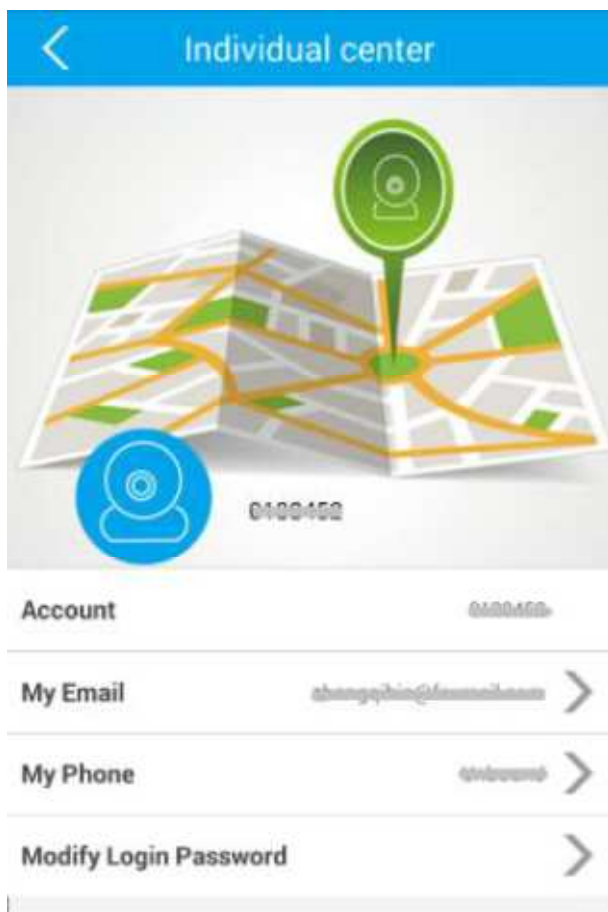 Individual center
Account
My Email
My Phone
Modify Login Password